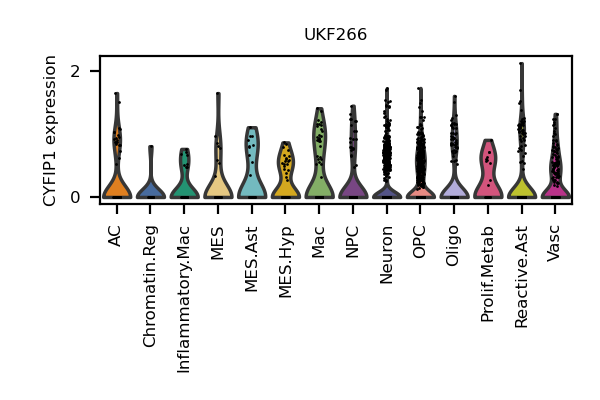 UKF266
CYFIP1 expression
2
0
AC
Chromatin.Reg
Inflammatory.Mac
MES
MES.Ast
MES.Hyp
Mac
NPC
Neuron
OPC
Oligo
Prolif.Metab
Reactive.Ast
Vasc